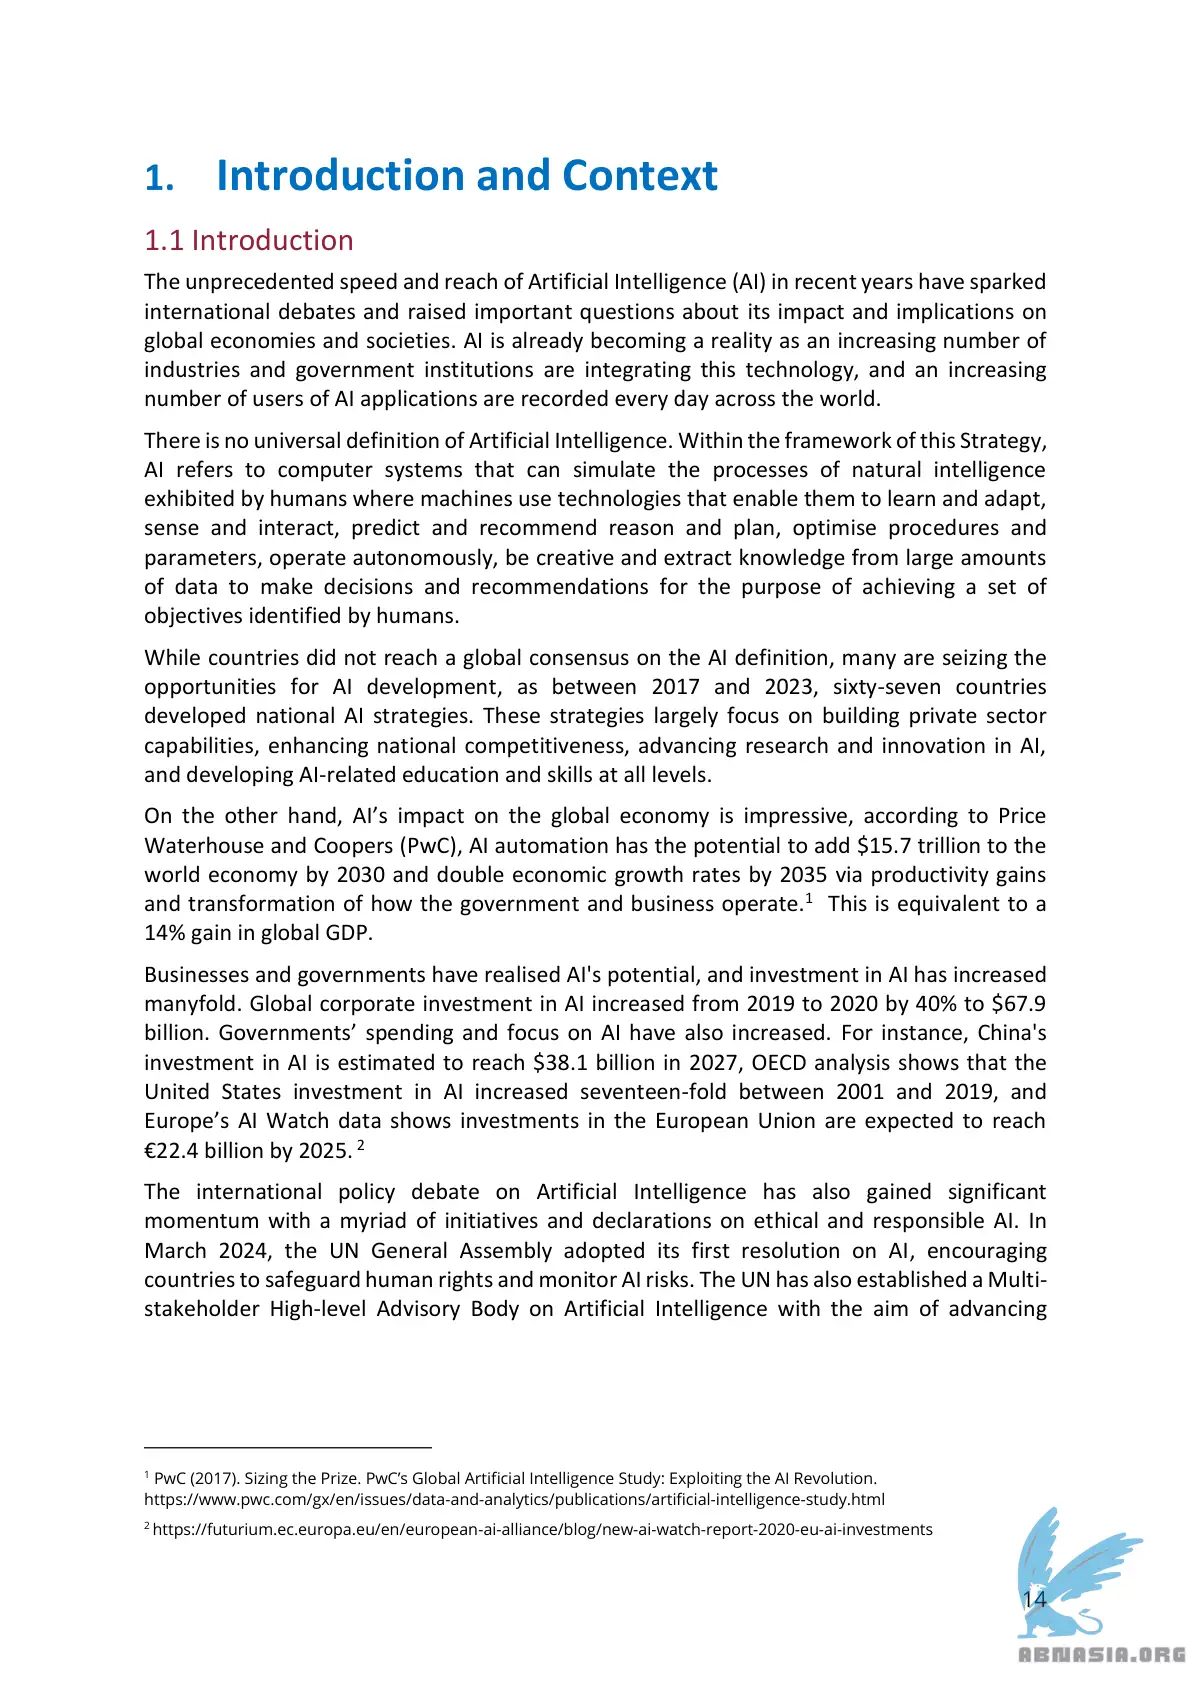 1. Introduction and Context
1.1 Introduction
The unprecedented speed and reach of Artificial Intelligence (AI) in recent years have sparked
international debates and raised important questions about its impact and implications on
global economies and societies. AI is already becoming a reality as an increasing number of
industries and government institutions are integrating this technology, and an increasing
number of users of AI applications are recorded every day across the world.
There is no universal definition of Artificial Intelligence. Within the framework of this Strategy,
AI refers to computer systems that can simulate the processes of natural intelligence
exhibited by humans where machines use technologies that enable them to learn and adapt,
sense and interact, predict and recommend reason and plan, optimise procedures and
parameters, operate autonomously, be creative and extract knowledge from large amounts
of data to make decisions and recommendations for the purpose of achieving a set of
objectives identified by humans.
While countries did not reach a global consensus on the AI definition, many are seizing the
opportunities for AI development, as between 2017 and 2023, sixty-seven countries
developed national AI strategies. These strategies largely focus on building private sector
capabilities, enhancing national competitiveness, advancing research and innovation in AI,
and developing AI-related education and skills at all levels.
On the other hand, AI’s impact on the global economy is impressive, according to Price
Waterhouse and Coopers (PwC), AI automation has the potential to add $15.7 trillion to the
world economy by 2030 and double economic growth rates by 2035 via productivity gains
and transformation of how the government and business operate.1 This is equivalent to a
14% gain in global GDP.
Businesses and governments have realised AI's potential, and investment in AI has increased
manyfold. Global corporate investment in AI increased from 2019 to 2020 by 40% to $67.9
billion. Governments’ spending and focus on AI have also increased. For instance, China's
investment in AI is estimated to reach $38.1 billion in 2027, OECD analysis shows that the
United States investment in AI increased seventeen-fold between 2001 and 2019, and
Europe’s AI Watch data shows investments in the European Union are expected to reach
€22.4 billion by 2025. 2
The international policy debate on Artificial Intelligence has also gained significant
momentum with a myriad of initiatives and declarations on ethical and responsible AI. In
March 2024, the UN General Assembly adopted its first resolution on AI, encouraging
countries to safeguard human rights and monitor AI risks. The UN has also established a Multi-
stakeholder High-level Advisory Body on Artificial Intelligence with the aim of advancing
1 PwC (2017). Sizing the Prize. PwC’s Global Artificial Intelligence Study: Exploiting the AI Revolution.
https://www.pwc.com/gx/en/issues/data-and-analytics/publications/artificial-intelligence-study.html
2 https://futurium.ec.europa.eu/en/european-ai-alliance/blog/new-ai-watch-report-2020-eu-ai-investments
14
ABNASIA.ORG